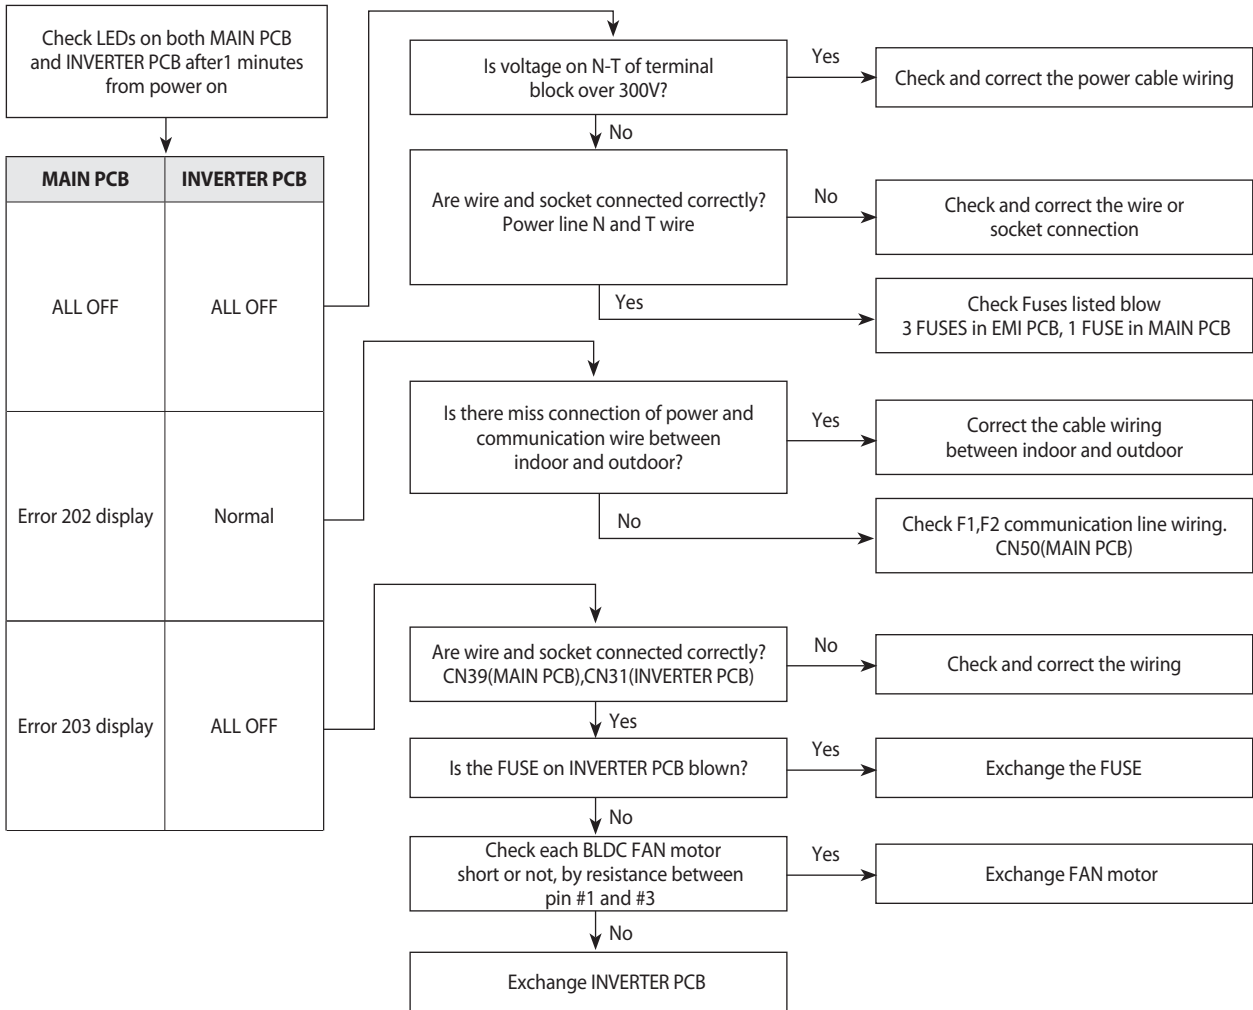 Check LEDs on both MAIN PCB
and INVERTER PCB after1 minutes
from power on
MAIN PCB
INVERTER PCB
ALL OFF
ALL OFF
Error 202 display
Normal
Error 203 display
ALL OFF
Is voltage on N-T of terminal
block over 300V?
Yes
Check and correct the power cable wiring
No
Are wire and socket connected correctly?
Power line N and T wire
No
Check and correct the wire or
socket connection
Yes
Check Fuses listed blow
3 FUSES in EMI PCB, 1 FUSE in MAIN PCB
Is there miss connection of power and
communication wire between
indoor and outdoor?
Yes
Correct the cable wiring
between indoor and outdoor
No
Check F1,F2 communication line wiring.
CN50(MAIN PCB)
Are wire and socket connected correctly?
CN39(MAIN PCB),CN31(INVERTER PCB)
No
Check and correct the wiring
Yes
Is the FUSE on INVERTER PCB blown?
Yes
Exchange the FUSE
No
Check each BLDC FAN motor
short or not, by resistance between
pin #1 and #3
Yes
Exchange FAN motor
No
Exchange INVERTER PCB